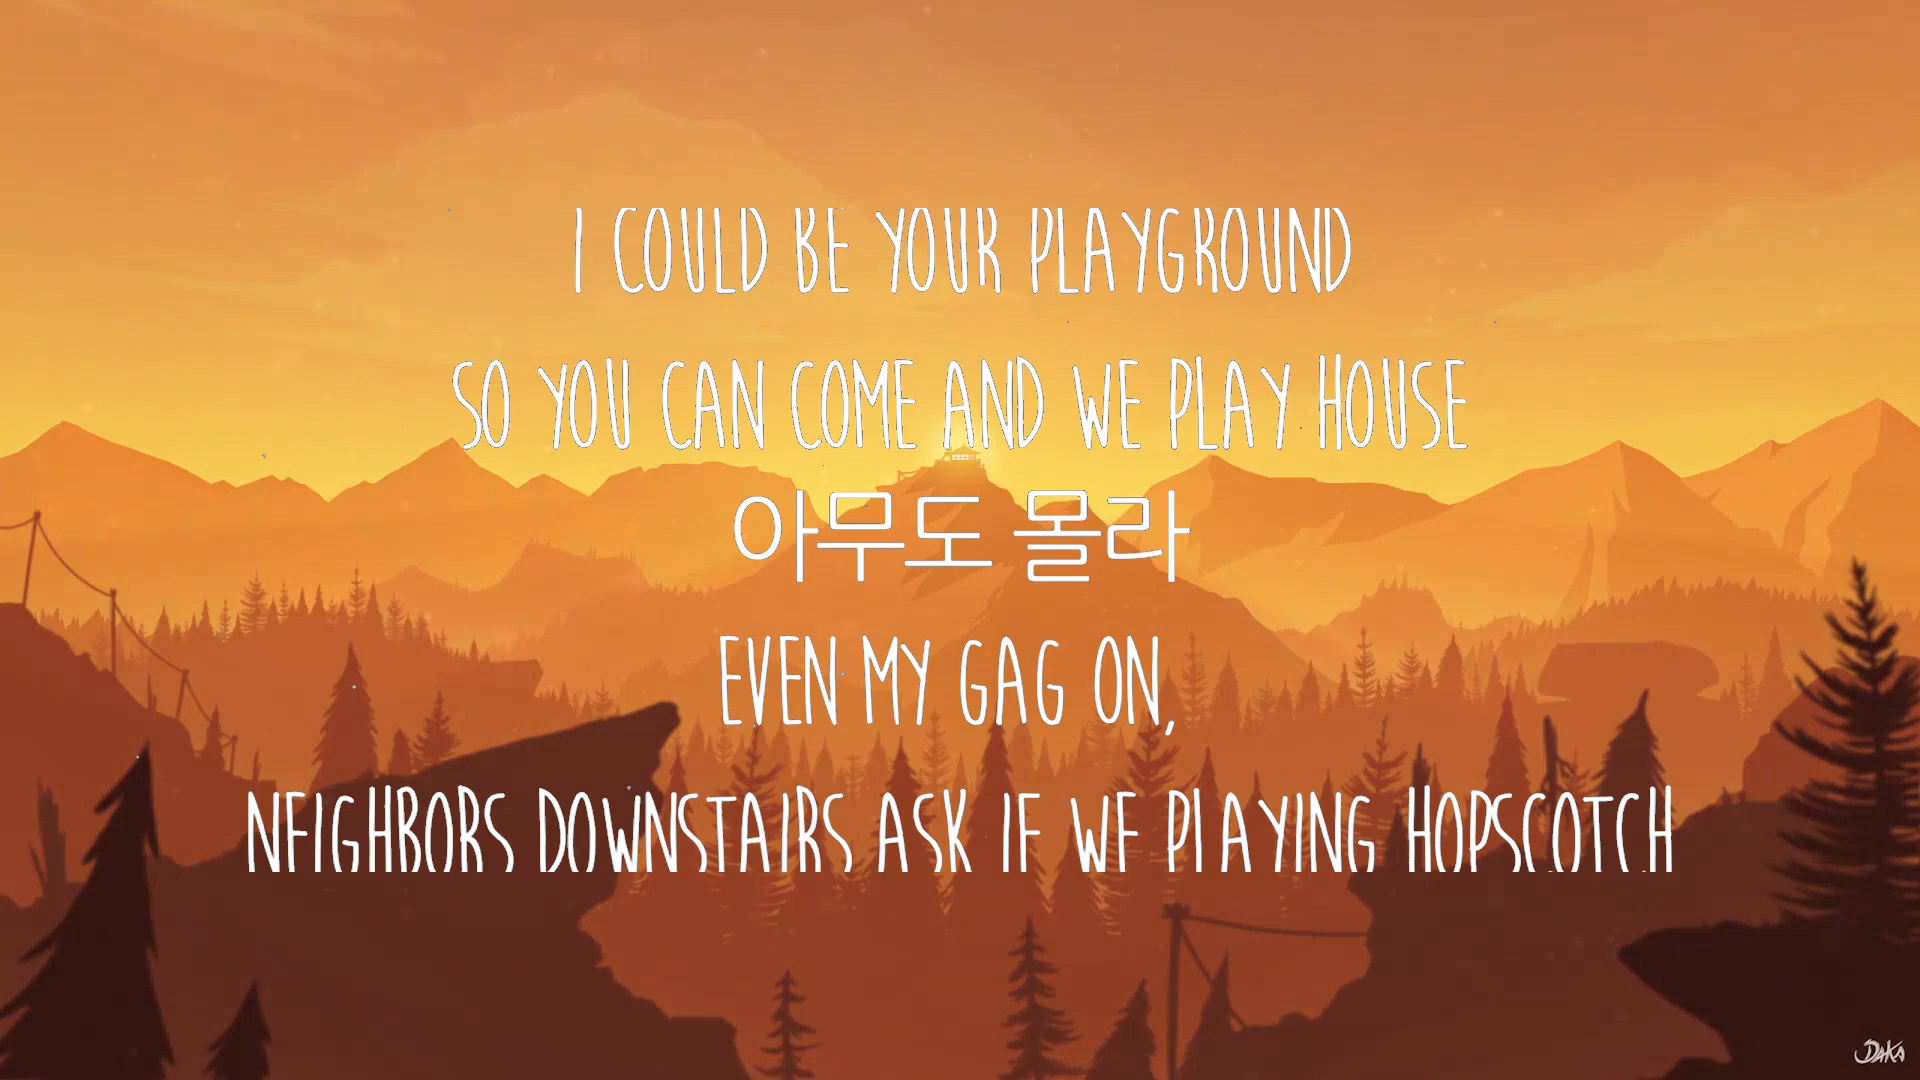 I COULD BE YOUR PLAYGROUND
SO YOU CAN COME AND WE PLAY HOUSE
아무도 몰라
EVEN MY GAG ON,
NEIGHBORS DOWNSTAIRS ASK IF WE PLAYING HOPSCOTCH
DAKA